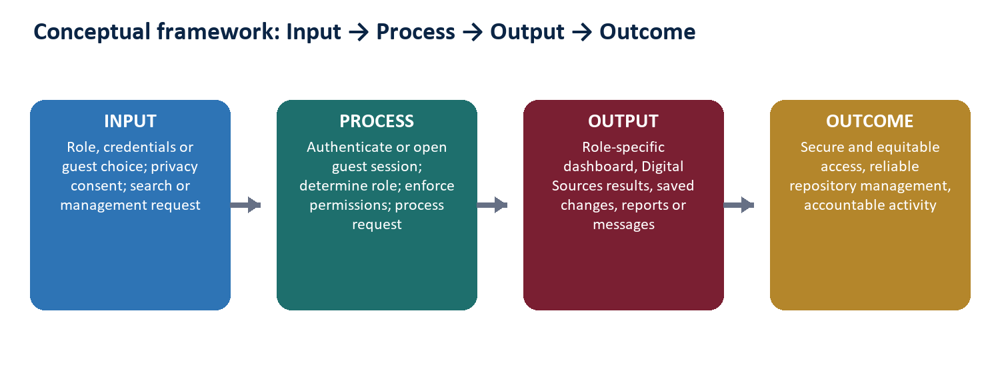 Conceptual framework: Input → Process → Output → Outcome
INPUT
Role, credentials or
guest choice; privacy
consent; search or
management request
PROCESS
Authenticate or open
guest session;
determine role; enforce
permissions; process
request
OUTPUT
Role-specific
dashboard, Digital
Sources results, saved
changes, reports or
messages
OUTCOME
Secure and equitable
access, reliable
repository management,
accountable activity